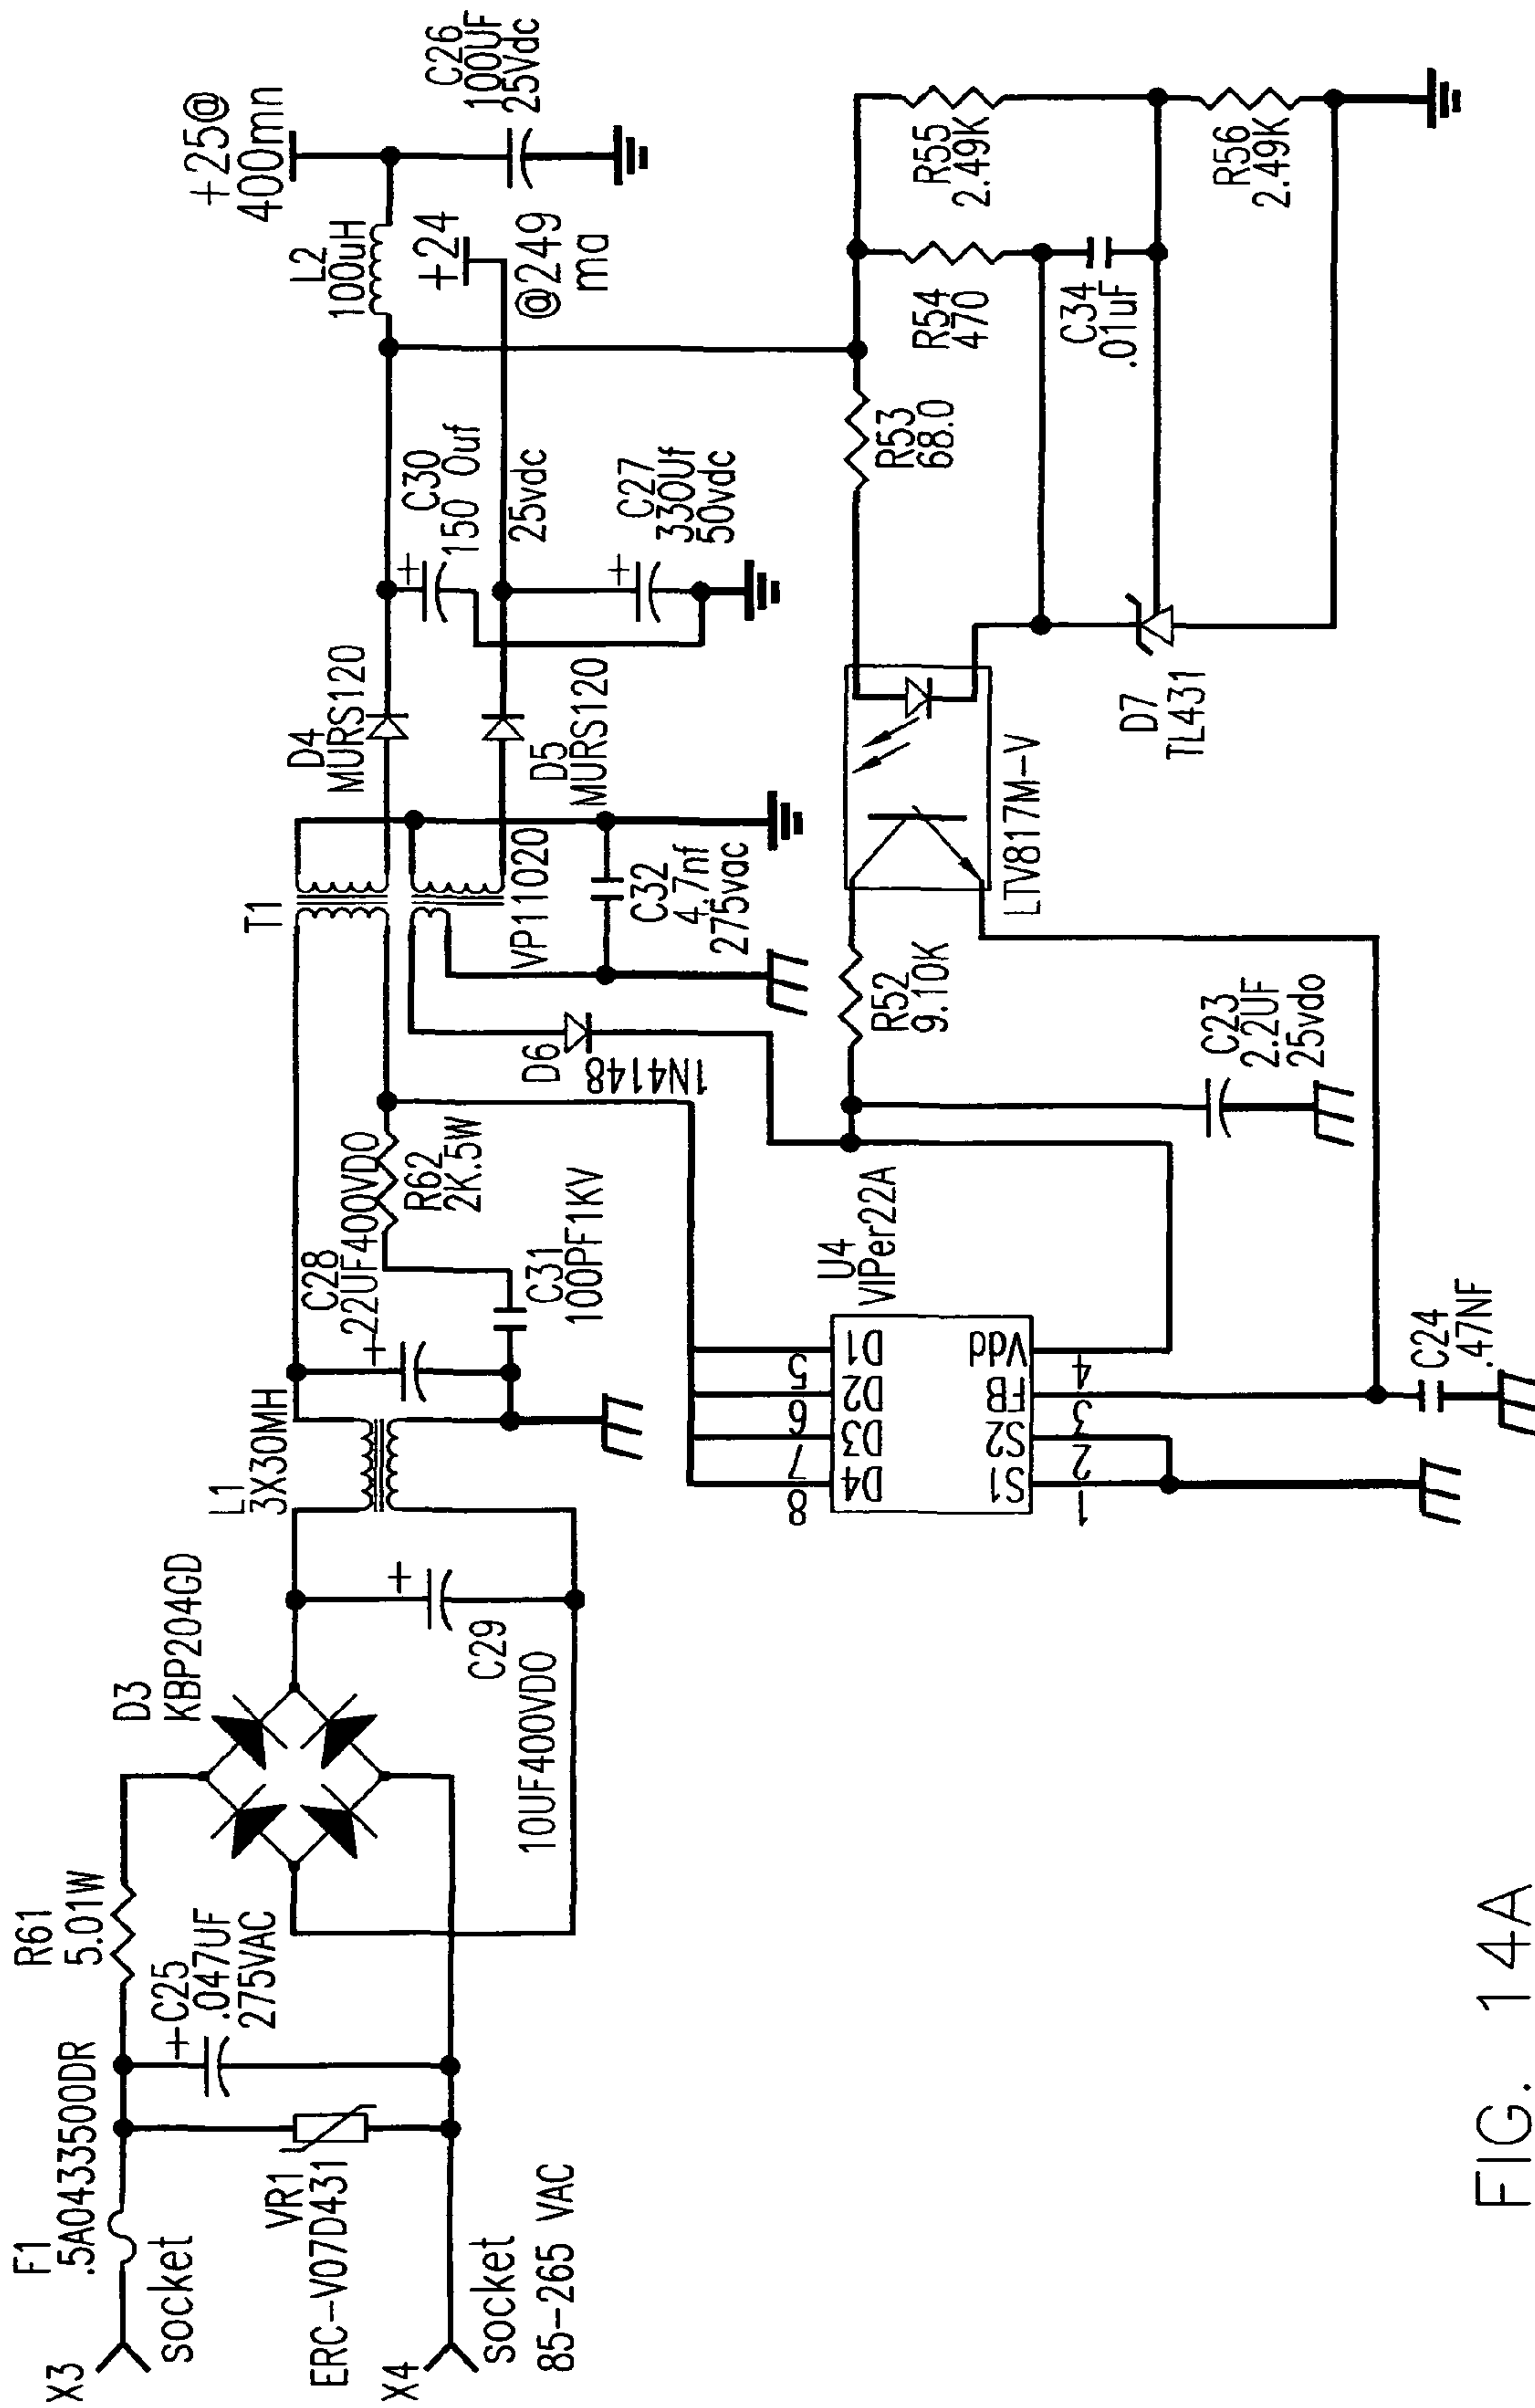 X3
socket
F1
.5A0433500DR
VR1
ERC-V07D431
X4
socket
85-265 VAC
R61
5.01W
+C25
.047UF
275VAC
D3
KBP204GD
+
C29
10UF400VDO
L1
3X30MH
C28
+22UF400VDO
R62
2K.5W
C31
100PF1KV
T1
VP11020
D6
1N4148
C32
4.7nf
275vac
D4
MURS120
D5
MURS120
+
C30
150 0uf
25vdc
+
C27
330Uf
50vdc
L2
100uH
+25@
400mn
+24
@249
ma
C26
100UF
25Vdc
U4
VIPer22A
D1
D2
D3
D4
5
6
7
8
Vdd
FB
S2
S1
4
3
2
1
R52
9.10K
C23
2.2UF
25vdo
C24
.47NF
LTV817M-V
D7
TL431
R53
68.0
R54
470
C34
.01uF
R55
2.49K
R56
2.49K
FIG. 14A